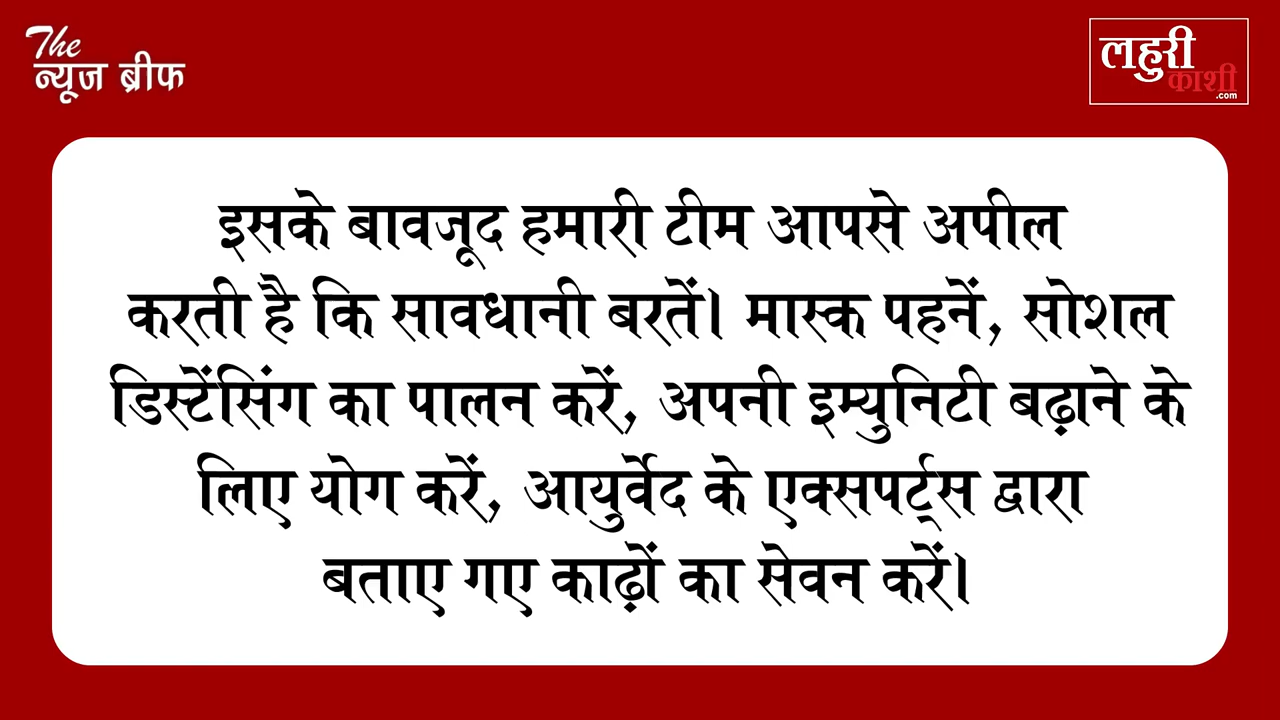 The
न्यूज ब्रीफ
लहुरी
काशी
.com
इसके बावजूद हमारी टीम आपसे अपील
करती है कि सावधानी बरतें। मास्क पहनें, सोशल
डिस्टेंसिंग का पालन करें, अपनी इम्युनिटी बढ़ाने के
लिए योग करें, आयुर्वेद के एक्सपर्ट्स द्वारा
बताए गए काढ़ों का सेवन करें।